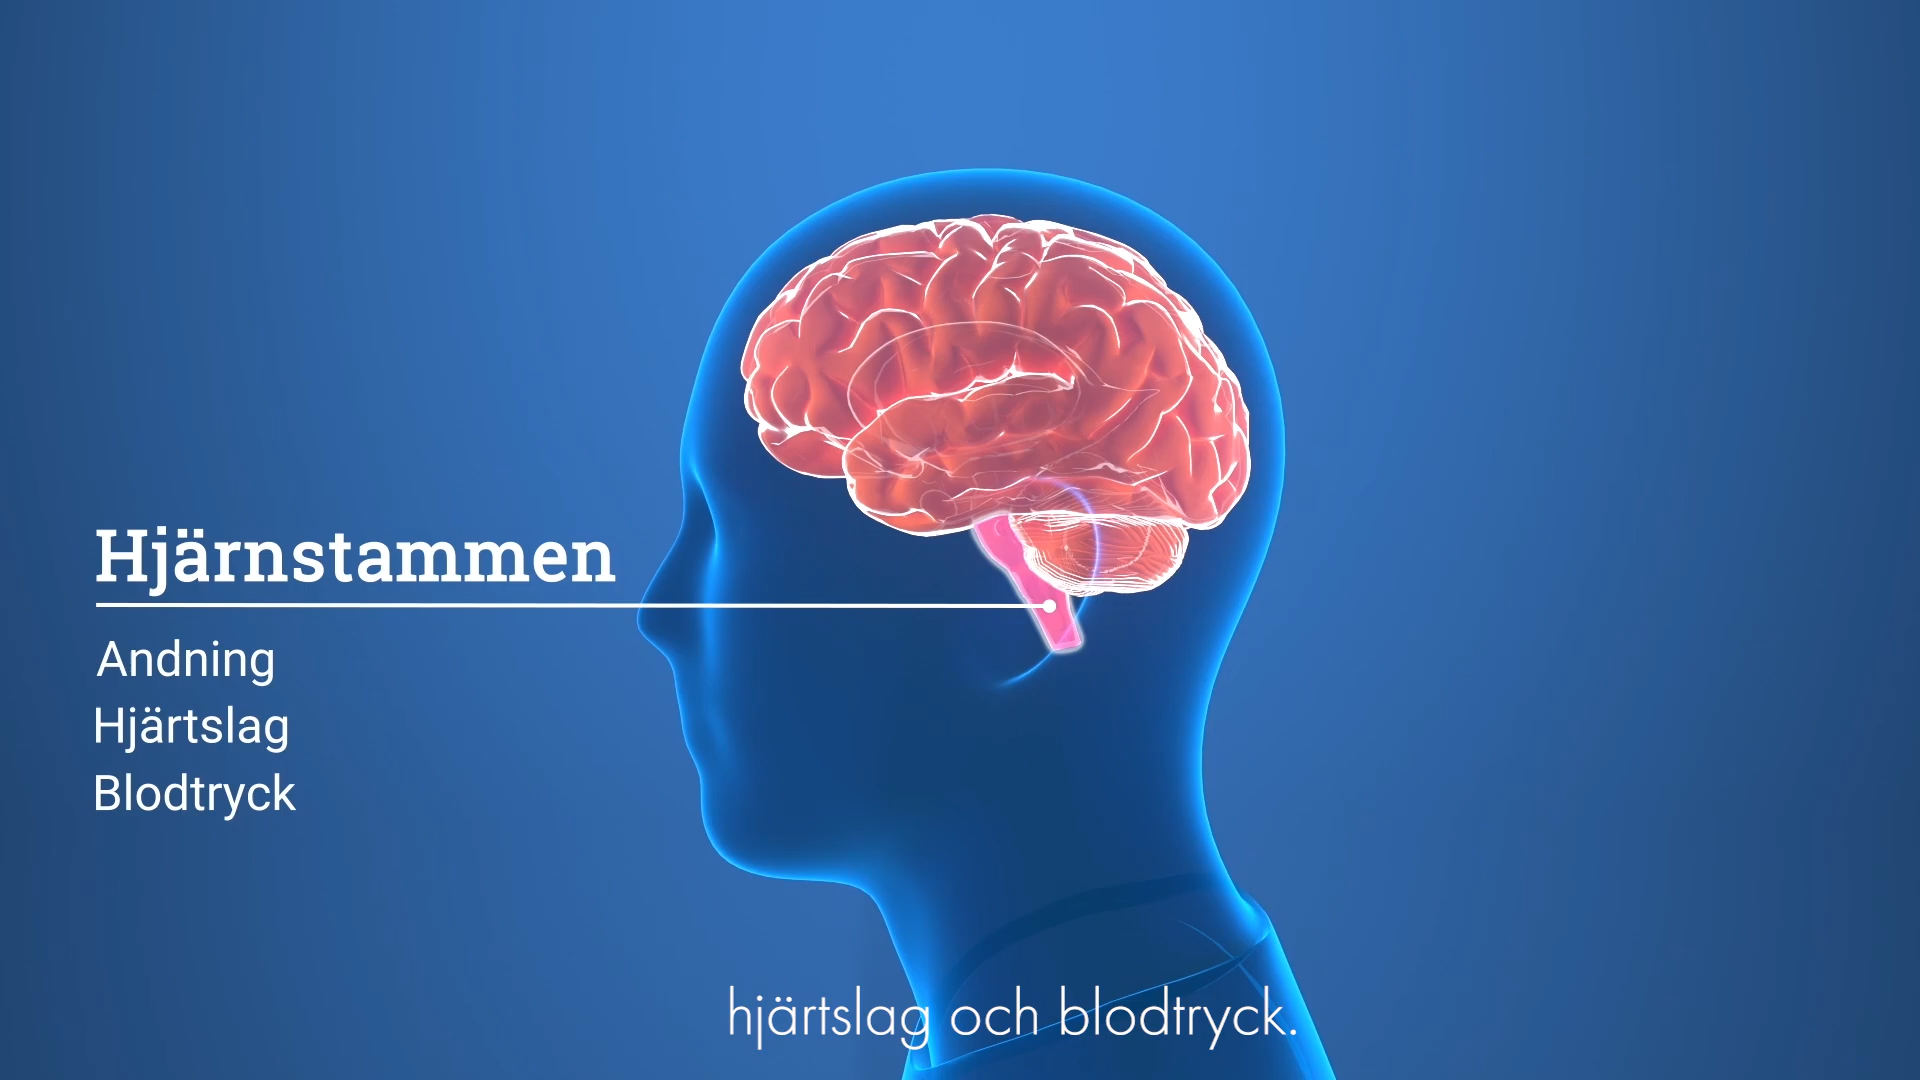 Hjärnstammen
Andning
Hjärtslag
Blodtryck
hjärtslag och blodtryck.